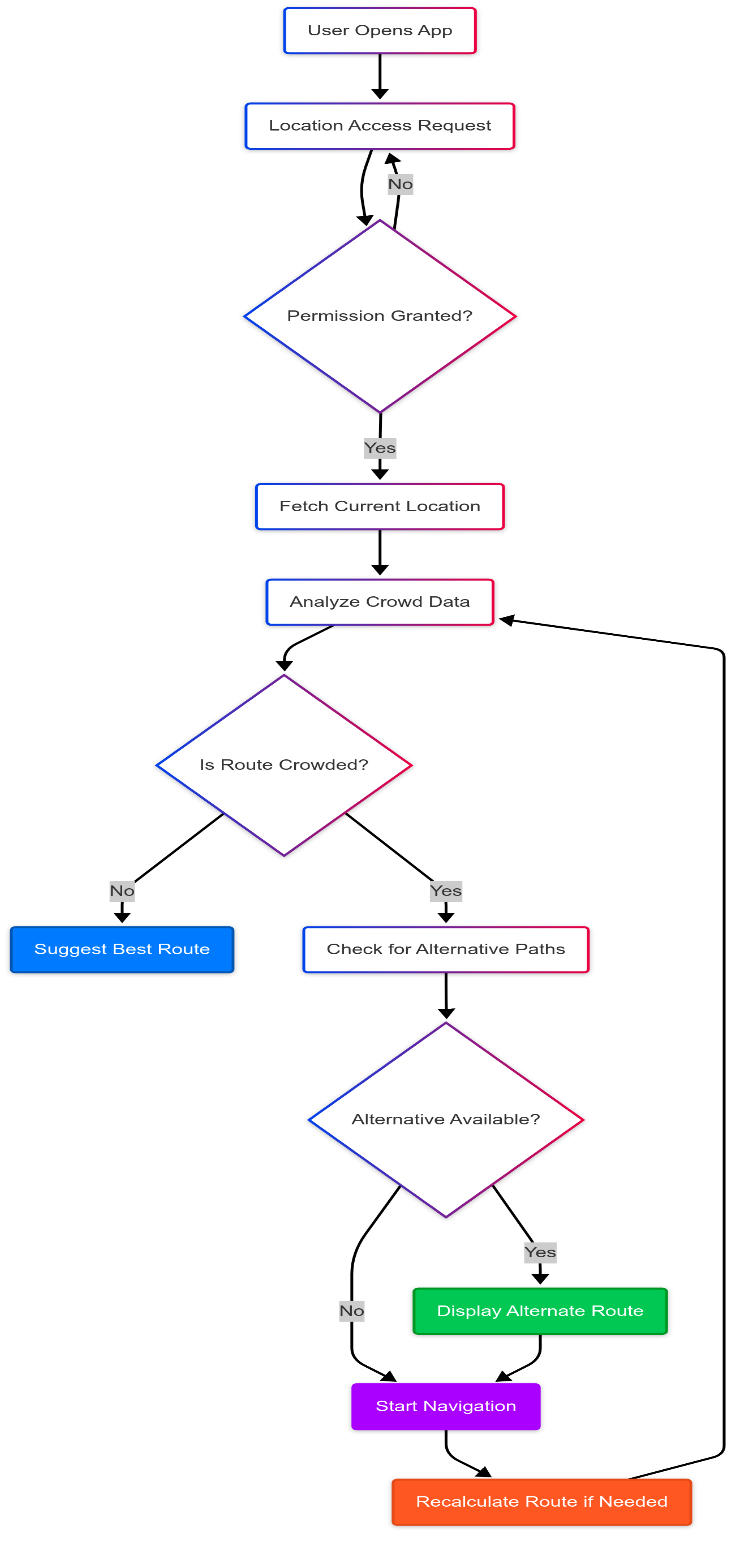 User Opens App
Location Access Request
No
Permission Granted?
Yes
Fetch Current Location
Analyze Crowd Data
Is Route Crowded?
No
Yes
Suggest Best Route
Check for Alternative Paths
Alternative Available?
Yes
No
Display Alternate Route
Start Navigation
Recalculate Route if Needed